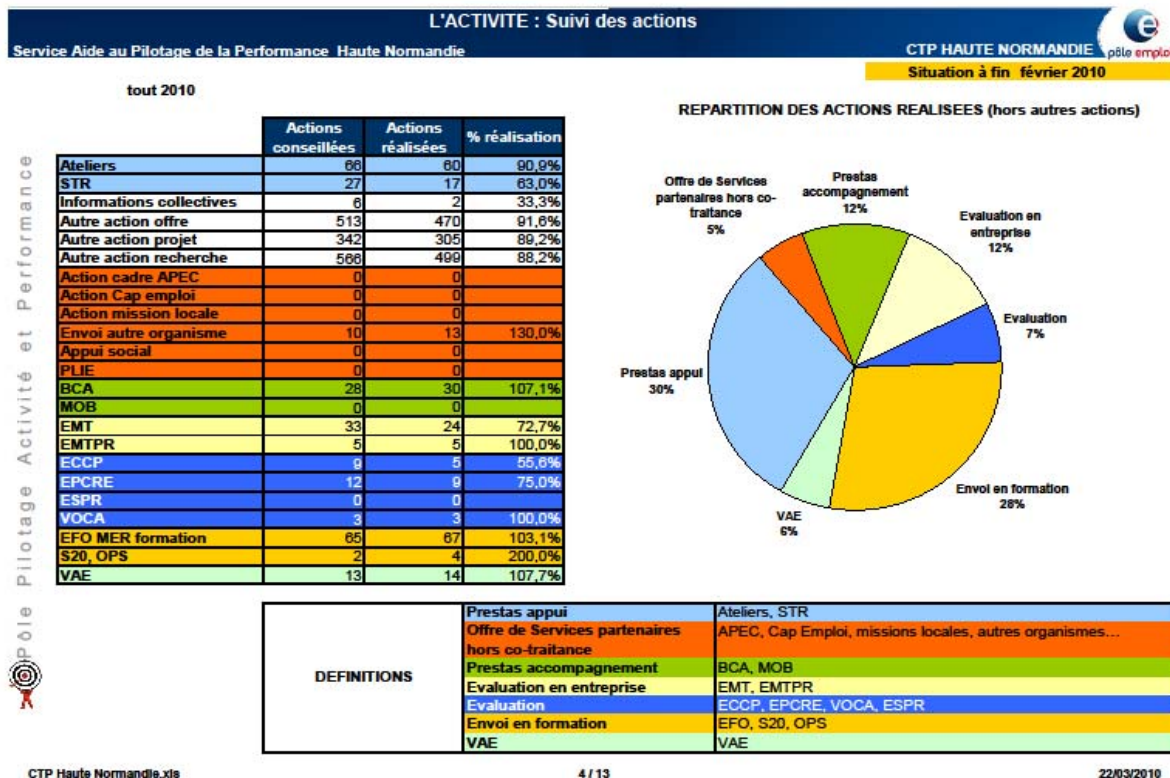 L'ACTIVITE : Suivi des actions
Service Aide au Pilotage de la Performance Haute Normandie
CTP HAUTE NORMANDIE
pôle emploi
Situation à fin février 2010
tout 2010
Actions conseillées Actions réalisées % réalisation
Ateliers 66 60 90,9%
STR 27 17 63,0%
Informations collectives 6 2 33,3%
Autre action offre 513 470 91,6%
Autre action projet 342 305 89,2%
Autre action recherche 566 499 88,2%
Action cadre APEC 0 0
Action Cap emploi 0 0
Action mission locale 0 0
Envoi autre organisme 10 13 130,0%
Appui social 0 0
PLIE 0 0
BCA 28 30 107,1%
MOB 0 0
EMT 33 24 72,7%
EMTPR 5 5 100,0%
ECCP 9 5 55,6%
EPCRE 12 9 75,0%
ESPR 0 0
VOCA 3 3 100,0%
EFO MER formation 65 67 103,1%
S20, OPS 2 4 200,0%
VAE 13 14 107,7%
Pôle Pilotage Activité et Performance
REPARTITION DES ACTIONS REALISEES (hors autres actions)
Offre de Services
partenaires hors co-
traitance
5%
Prestas
accompagnement
12%
Evaluation en
entreprise
12%
Evaluation
7%
Prestas appui
30%
Envoi en formation
28%
VAE
6%
DEFINITIONS
Prestas appui Ateliers, STR
Offre de Services partenaires
hors co-traitance
APEC, Cap Emploi, missions locales, autres organismes...
Prestas accompagnement BCA, MOB
Evaluation en entreprise EMT, EMTPR
Evaluation ECCP, EPCRE, VOCA, ESPR
Envoi en formation EFO, S20, OPS
VAE VAE
CTP Haute Normandie.xls
4 / 13
22/03/2010